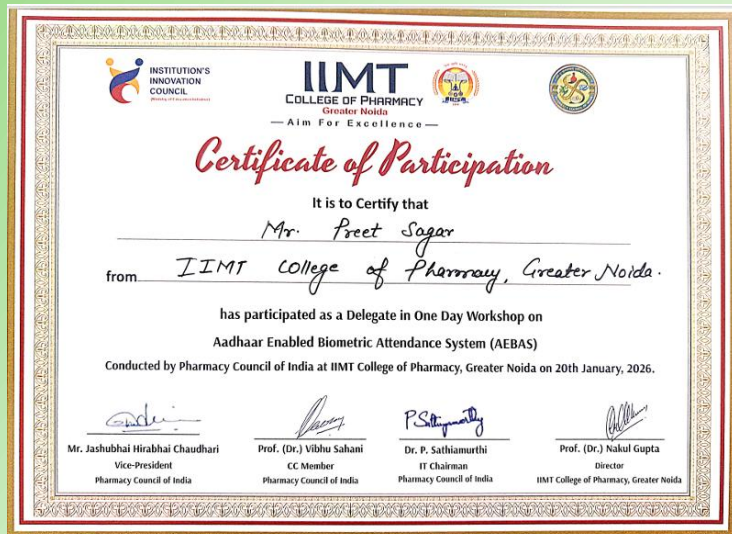 INSTITUTION'S
INNOVATION
COUNCIL
IIMT
COLLEGE OF PHARMACY
Greater Noida
Aim For Excellence
Certificate of Participation
It is to Certify that
Mr. Preet Sagar
from IIMT College of Pharmacy, Greater Noida.
has participated as a Delegate in One Day Workshop on
Aadhaar Enabled Biometric Attendance System (AEBAS)
Conducted by Pharmacy Council of India at IIMT College of Pharmacy, Greater Noida on 20th January, 2026.
P. Sathiyamurthy
Mr. Jashubhai Hirabhai Chaudhari Prof. (Dr.) Vibhu Sahani Dr. P. Sathiamurthi Prof. (Dr.) Nakul Gupta
Vice-President CC Member IT Chairman Director
Pharmacy Council of India Pharmacy Council of India Pharmacy Council of India IIMT College of Pharmacy, Greater Noida